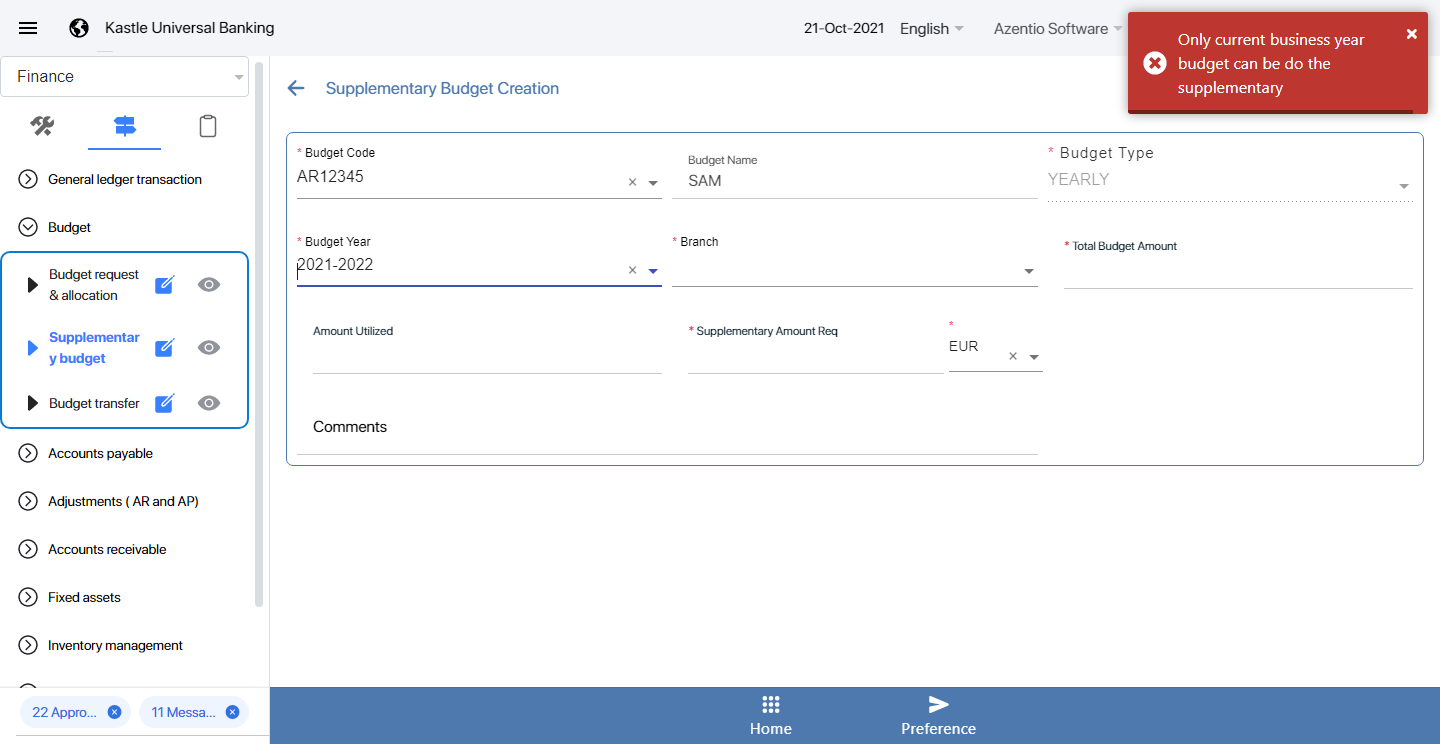 Kastle Universal Banking
21-Oct-2021
English
Azentio Software
Only current business year
budget can be do the
supplementary
Finance
General ledger transaction
Budget
Budget request
& allocation
Supplementar
y budget
Budget transfer
Accounts payable
Adjustments ( AR and AP)
Accounts receivable
Fixed assets
Inventory management
22 Appro...
11 Messa...
Supplementary Budget Creation
* Budget Code
AR12345
Budget Name
SAM
* Budget Type
YEARLY
* Budget Year
2021-2022
* Branch
* Total Budget Amount
Amount Utilized
* Supplementary Amount Req
*
EUR
Comments
Home
Preference